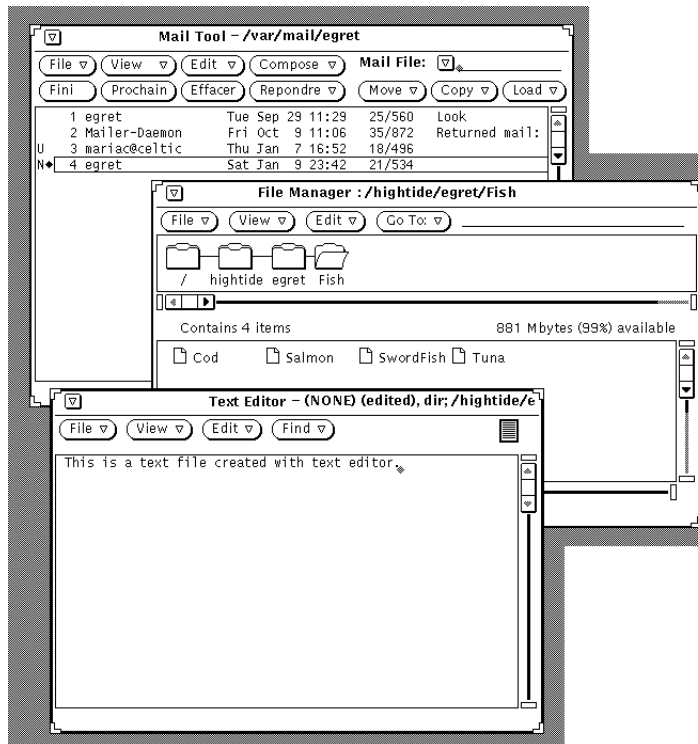 Mail Tool – /var/mail/egret
File View Edit Compose Mail File:
Fini Prochain Effacer Repondre Move Copy Load
1 egret Tue Sep 29 11:29 25/560 Look
2 Mailer-Daemon Fri Oct 9 11:06 35/872 Returned mail:
U 3 mariac@celtic Thu Jan 7 16:52 18/496
N 4 egret Sat Jan 9 23:42 21/534
File Manager : /hightide/egret/Fish
File View Edit Go To:
/ hightide egret Fish
Contains 4 items 881 Mbytes (99%) available
Cod Salmon SwordFish Tuna
Text Editor – (NONE) (edited), dir; /hightide/e
File View Edit Find
This is a text file created with text editor.